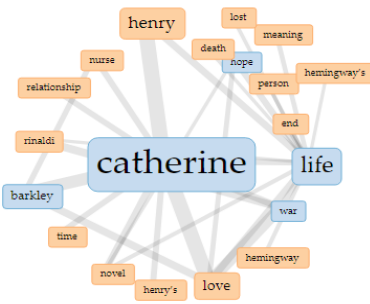 lost
henry
meaning
death
nurse
hope
hemingway's
person
relationship
end
rinaldi
catherine
life
barkley
war
time
hemingway
novel
love
henry's